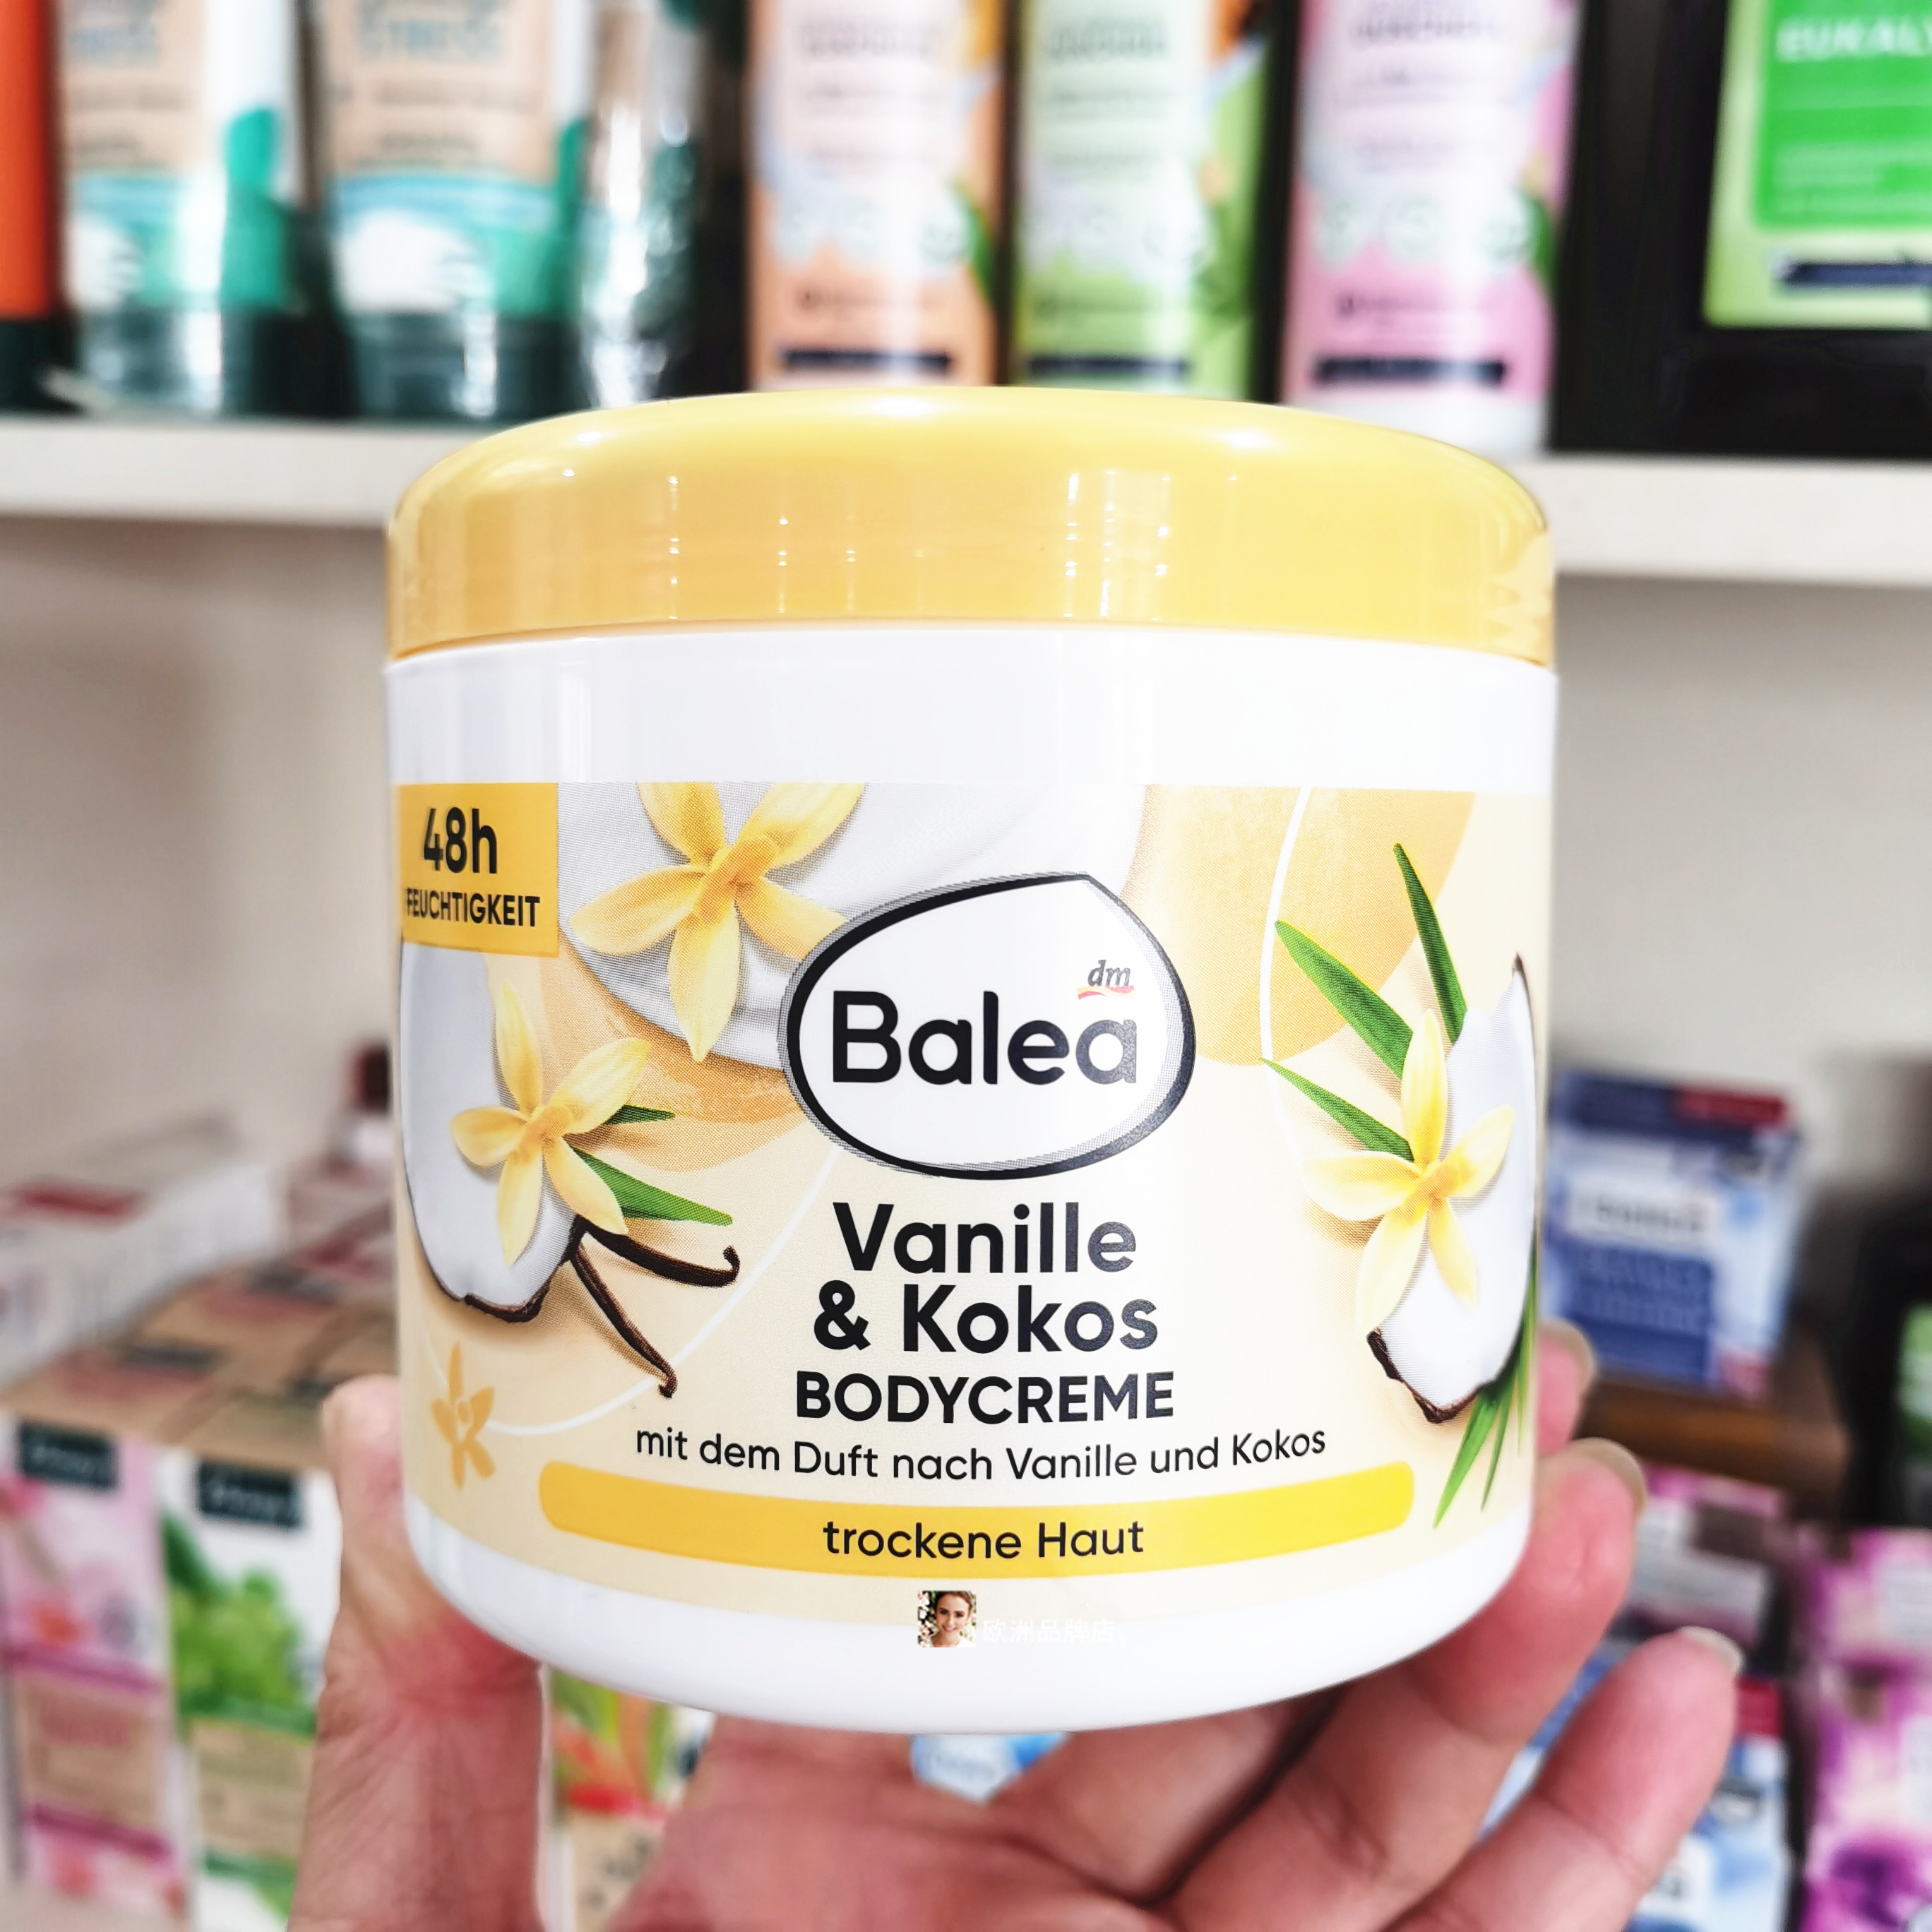 EUKALY
48h
FEUCHTIGKEIT
dm
Balea
Vanille
& Kokos
BODYCREME
mit dem Duft nach Vanille und Kokos
trockene Haut
欧洲品牌店